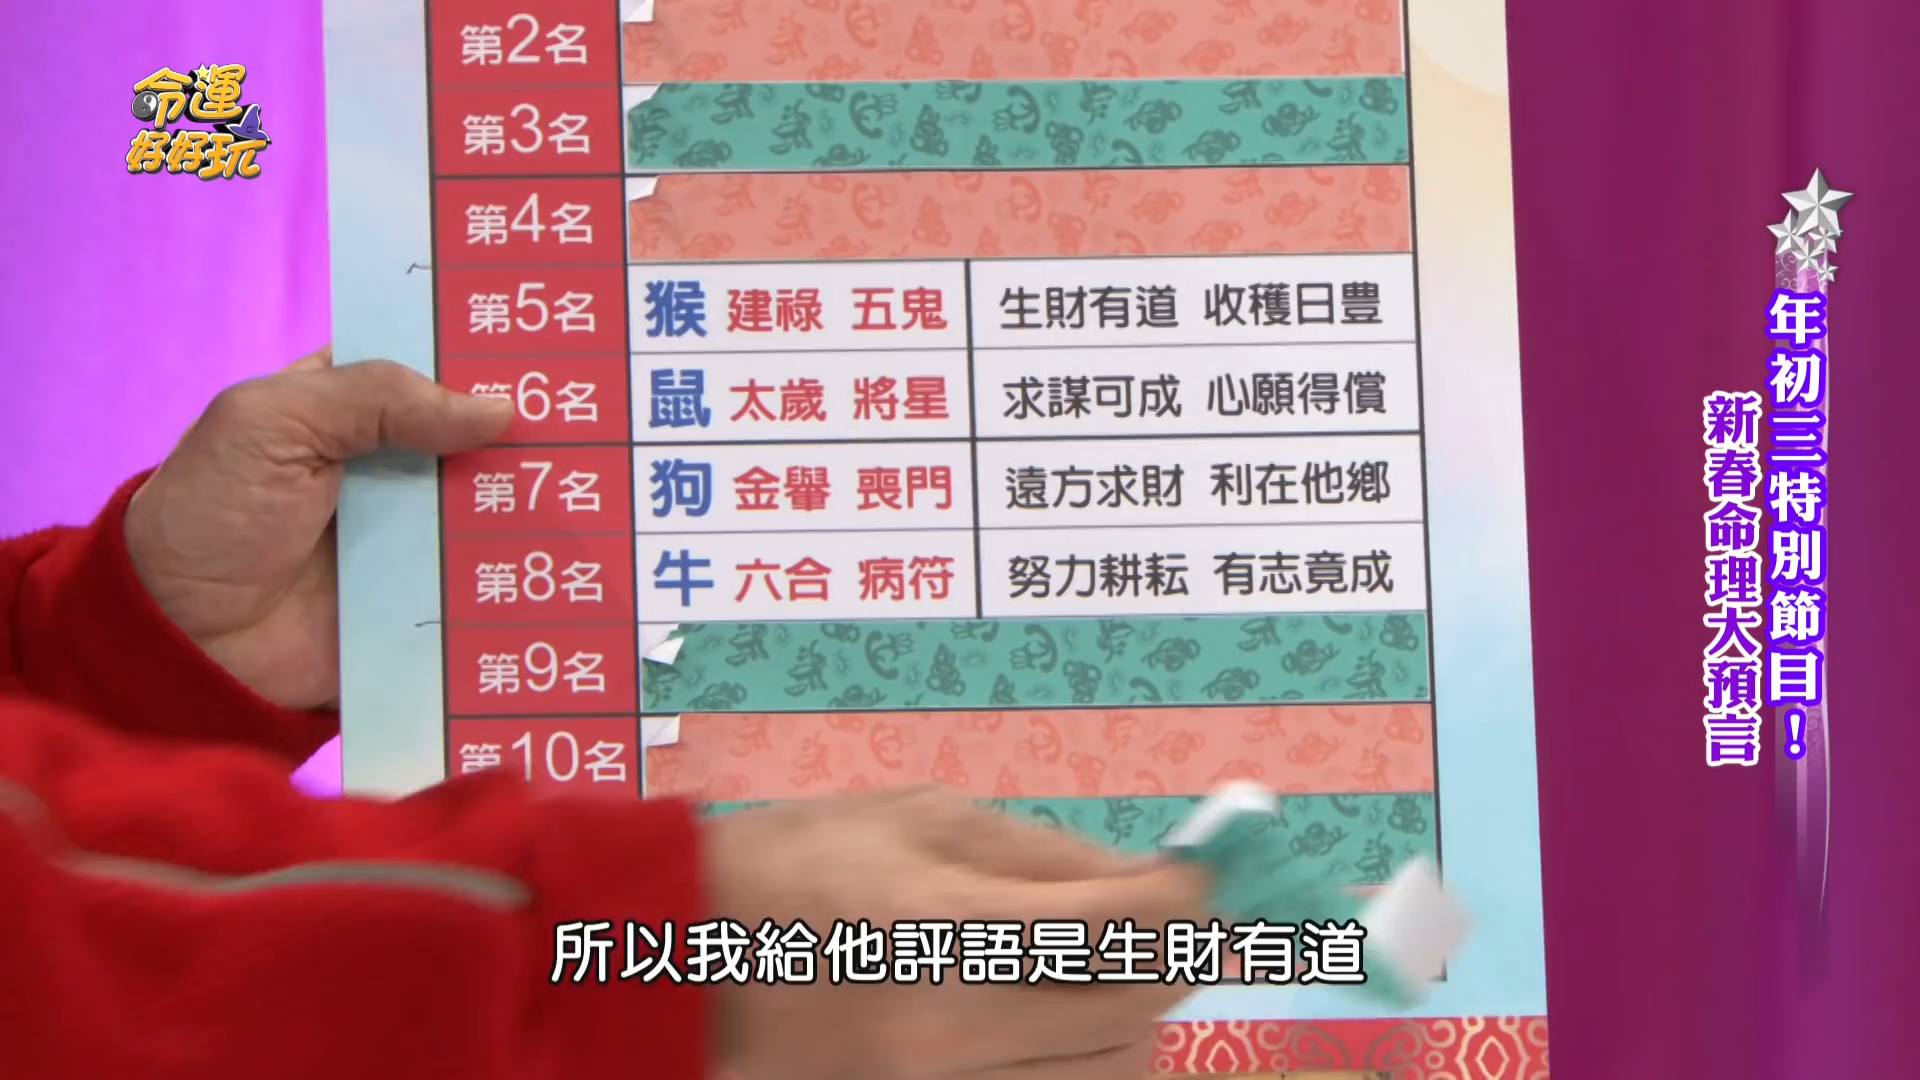 命運
好好玩
第2名
第3名
第4名
第5名 猴 建祿 五鬼 生財有道 收穫日豐
第6名 鼠 太歲 將星 求謀可成 心願得償
第7名 狗 金轝 喪門 遠方求財 利在他鄉
第8名 牛 六合 病符 努力耕耘 有志竟成
第9名
第10名
年初三特別節目！
新春命理大預言
所以我給他評語是生財有道